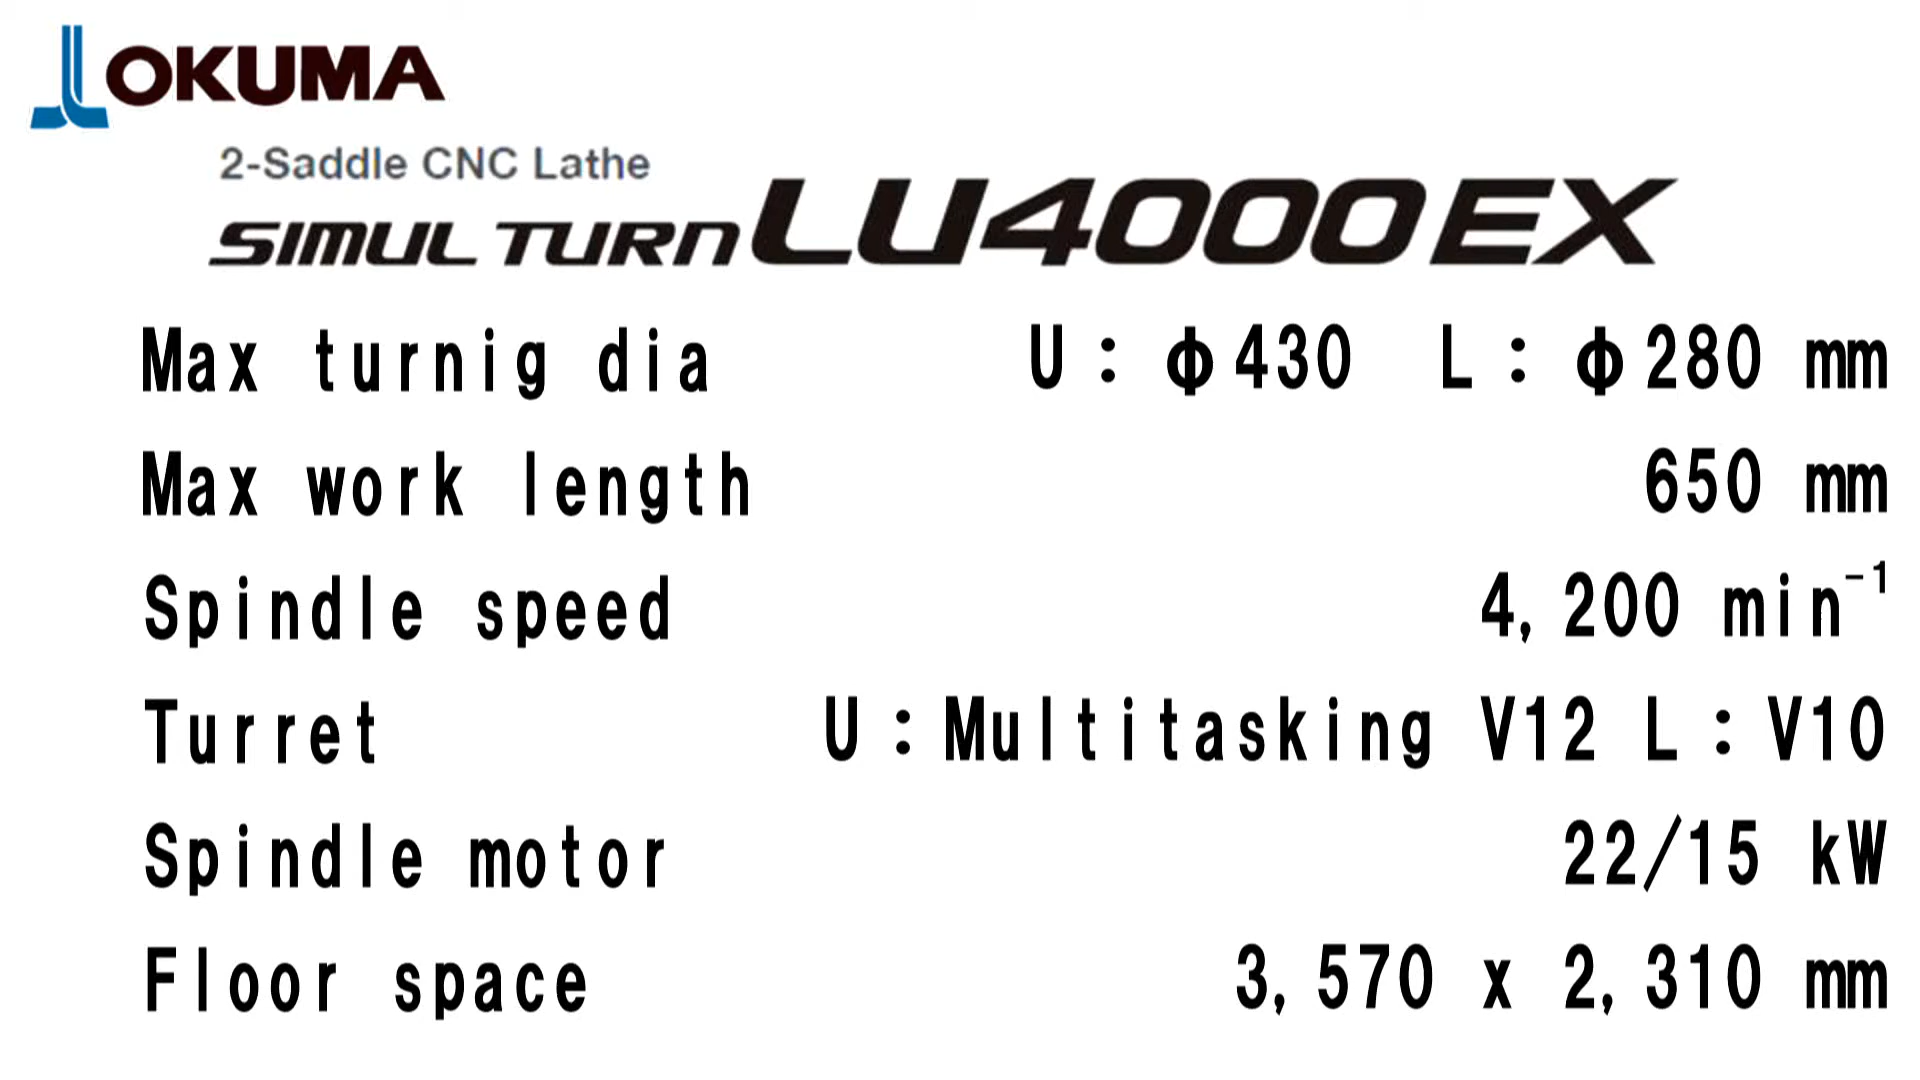 OKUMA
2-Saddle CNC Lathe
SIMUL TURN LU4000 EX
Max turnig dia U：Φ430 L：Φ280 mm
Max work length 650 mm
Spindle speed 4,200 min⁻¹
Turret U：Multitasking V12 L：V10
Spindle motor 22/15 kW
Floor space 3,570 x 2,310 mm